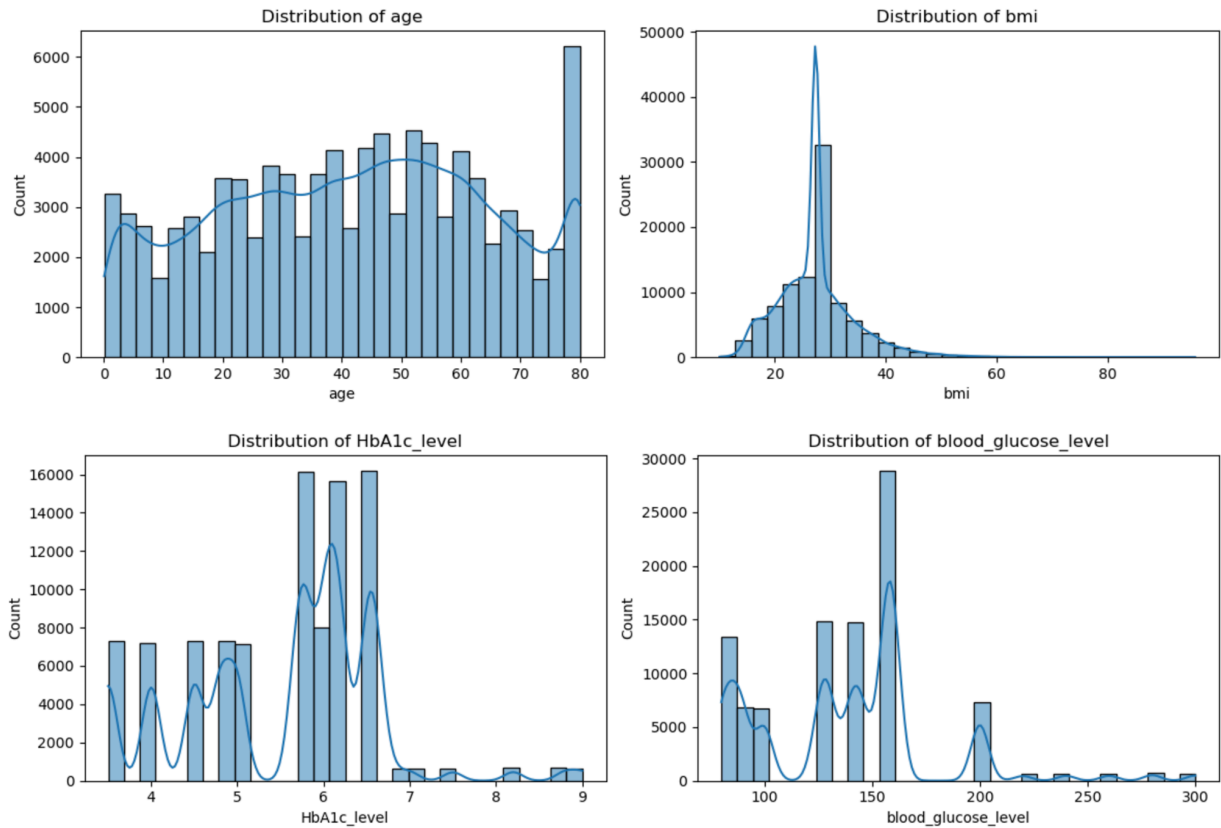 Distribution of age
6000
5000
4000
3000
2000
1000
0
Count
0 10 20 30 40 50 60 70 80
age
Distribution of bmi
50000
40000
30000
20000
10000
0
Count
20 40 60 80
bmi
Distribution of HbA1c_level
16000
14000
12000
10000
8000
6000
4000
2000
0
Count
4 5 6 7 8 9
HbA1c_level
Distribution of blood_glucose_level
30000
25000
20000
15000
10000
5000
0
Count
100 150 200 250 300
blood_glucose_level